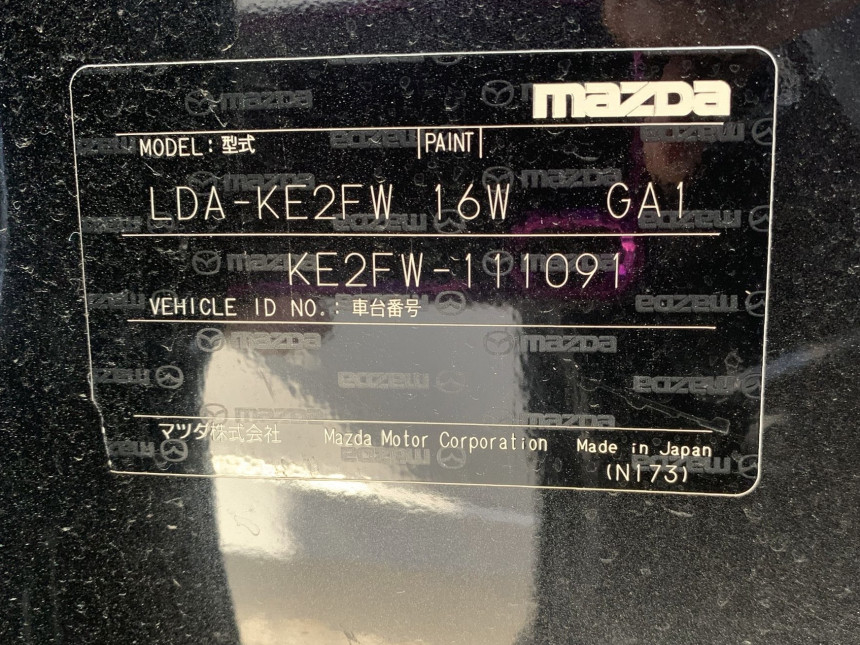 mazda
MODEL: 型式 PAINT
LDA-KE2FW 16W GA1
KE2FW-111091
VEHICLE ID NO.: 車台番号
マツダ株式会社 Mazda Motor Corporation Made in Japan
(N173)